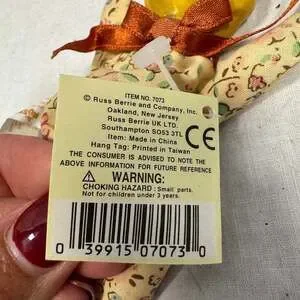 ITEM NO. 7073
© Russ Berrie and Company, Inc.
Oakland, New Jersey
Russ Berrie UK LTD.
Southampton SO53 3TL CE
Item: Made in China
Hang Tag: Printed in Taiwan
THE CONSUMER IS ADVISED TO NOTE THE
ABOVE INFORMATION FOR FUTURE REFERENCE
⚠ WARNING:
CHOKING HAZARD: Small parts.
Not for children under 3 years.
0 39915 07073 0